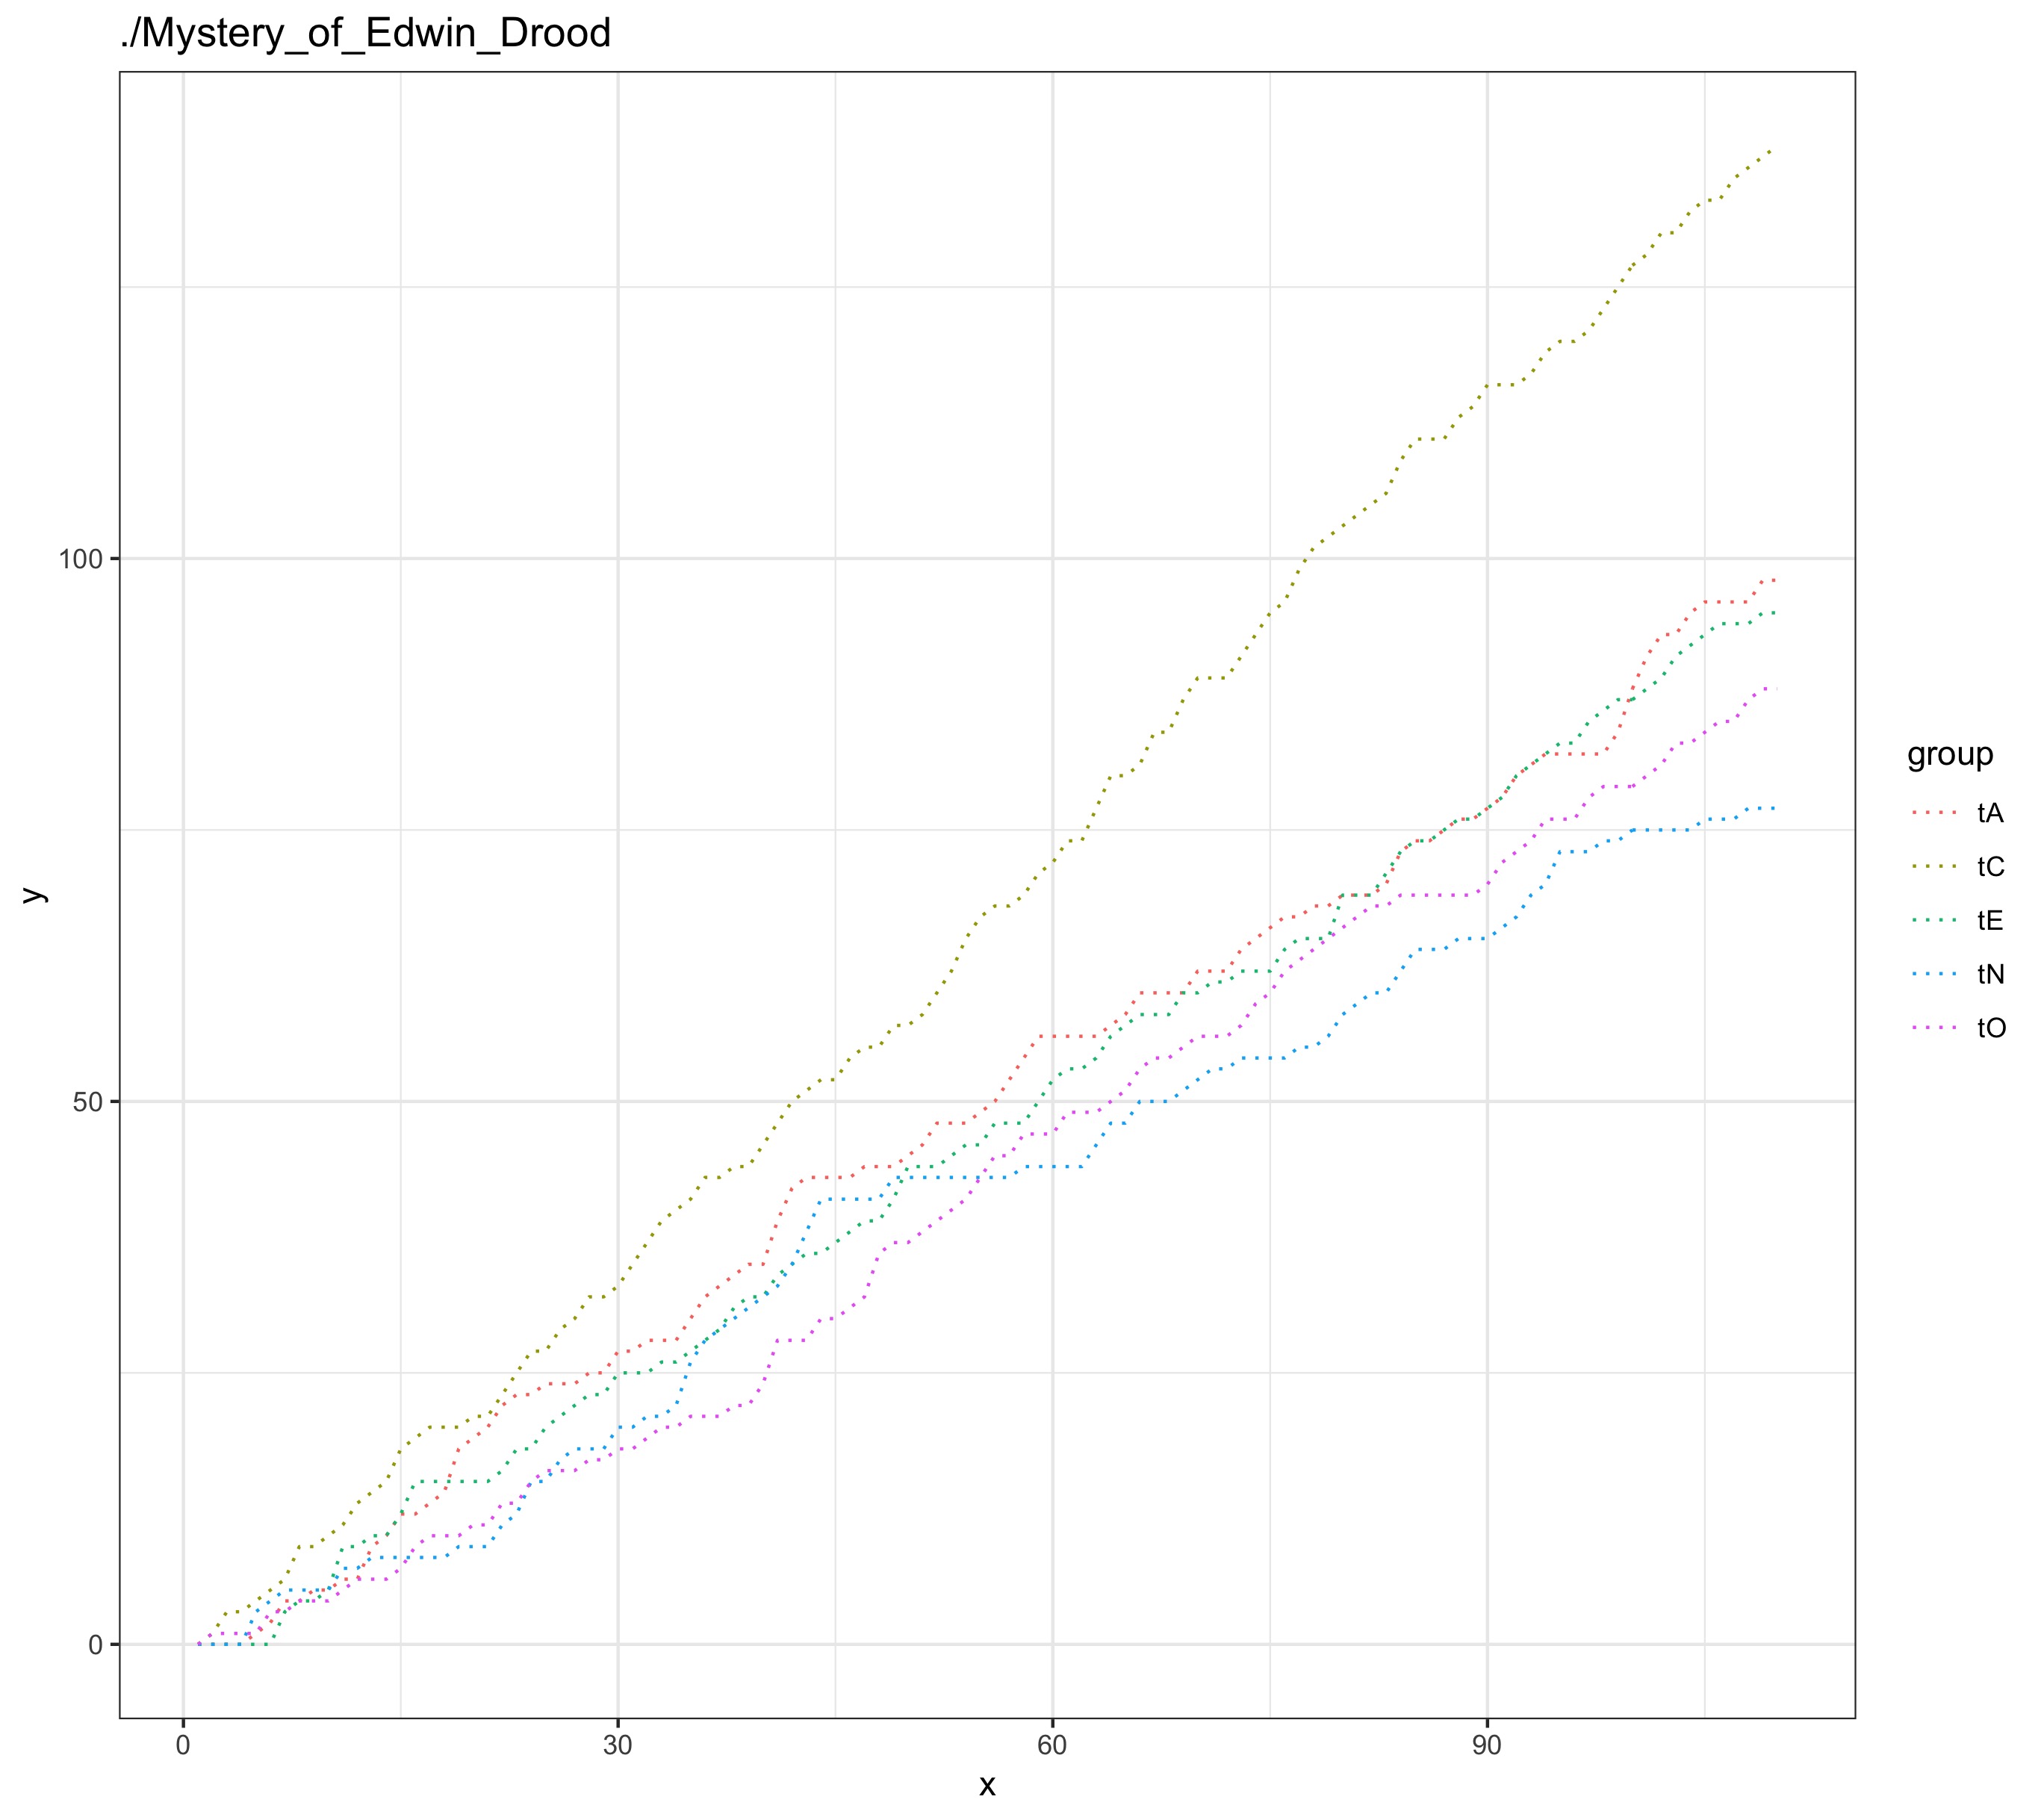 ./Mystery_of_Edwin_Drood
100
50
0
0 30 60 90
x
y
group
tA
tC
tE
tN
tO